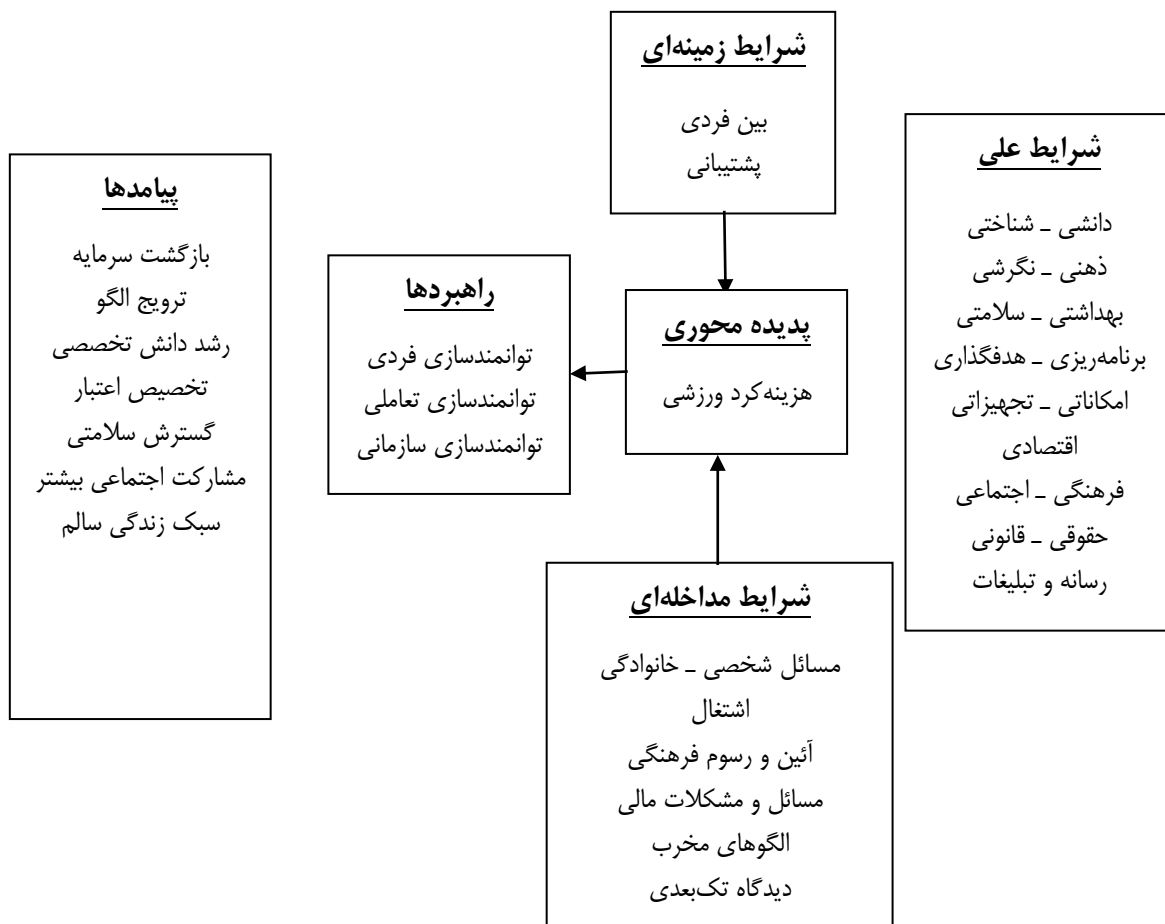 شرایط زمینه‌ای
بین فردی
پشتیبانی
شرایط علی
دانشی ـ شناختی
ذهنی ـ نگرشی
بهداشتی ـ سلامتی
برنامه‌ریزی ـ هدفگذاری
امکاناتی ـ تجهیزاتی
اقتصادی
فرهنگی ـ اجتماعی
حقوقی ـ قانونی
رسانه و تبلیغات
پدیده محوری
هزینه‌کرد ورزشی
راهبردها
توانمندسازی فردی
توانمندسازی تعاملی
توانمندسازی سازمانی
پیامدها
بازگشت سرمایه
ترویج الگو
رشد دانش تخصصی
تخصیص اعتبار
گسترش سلامتی
مشارکت اجتماعی بیشتر
سبک زندگی سالم
شرایط مداخله‌ای
مسائل شخصی ـ خانوادگی
اشتغال
آئین و رسوم فرهنگی
مسائل و مشکلات مالی
الگوهای مخرب
دیدگاه تک‌بعدی